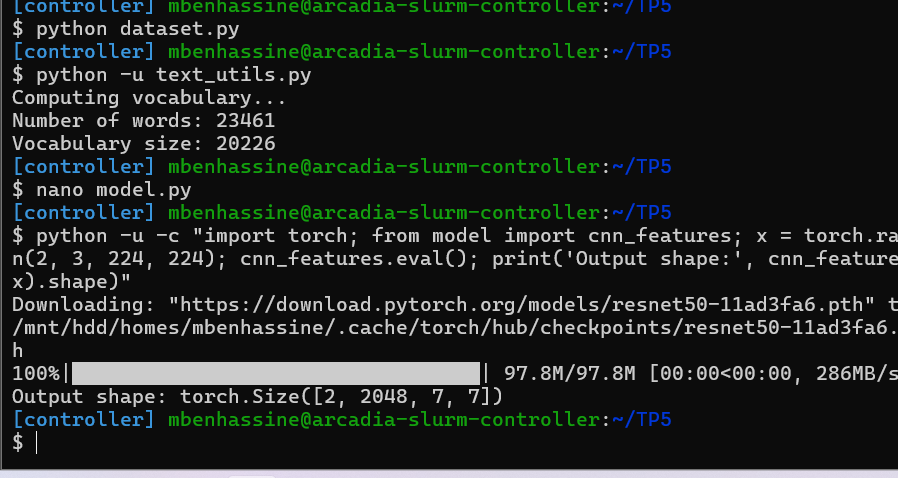 [controller] mbenhassine@arcadia-slurm-controller:~/TP5
$ python dataset.py
[controller] mbenhassine@arcadia-slurm-controller:~/TP5
$ python -u text_utils.py
Computing vocabulary...
Number of words: 23461
Vocabulary size: 20226
[controller] mbenhassine@arcadia-slurm-controller:~/TP5
$ nano model.py
[controller] mbenhassine@arcadia-slurm-controller:~/TP5
$ python -u -c "import torch; from model import cnn_features; x = torch.ra
n(2, 3, 224, 224); cnn_features.eval(); print('Output shape:', cnn_feature
x).shape)"
Downloading: "https://download.pytorch.org/models/resnet50-11ad3fa6.pth" t
/mnt/hdd/homes/mbenhassine/.cache/torch/hub/checkpoints/resnet50-11ad3fa6.
h
100%| | 97.8M/97.8M [00:00<00:00, 286MB/s
Output shape: torch.Size([2, 2048, 7, 7])
[controller] mbenhassine@arcadia-slurm-controller:~/TP5
$